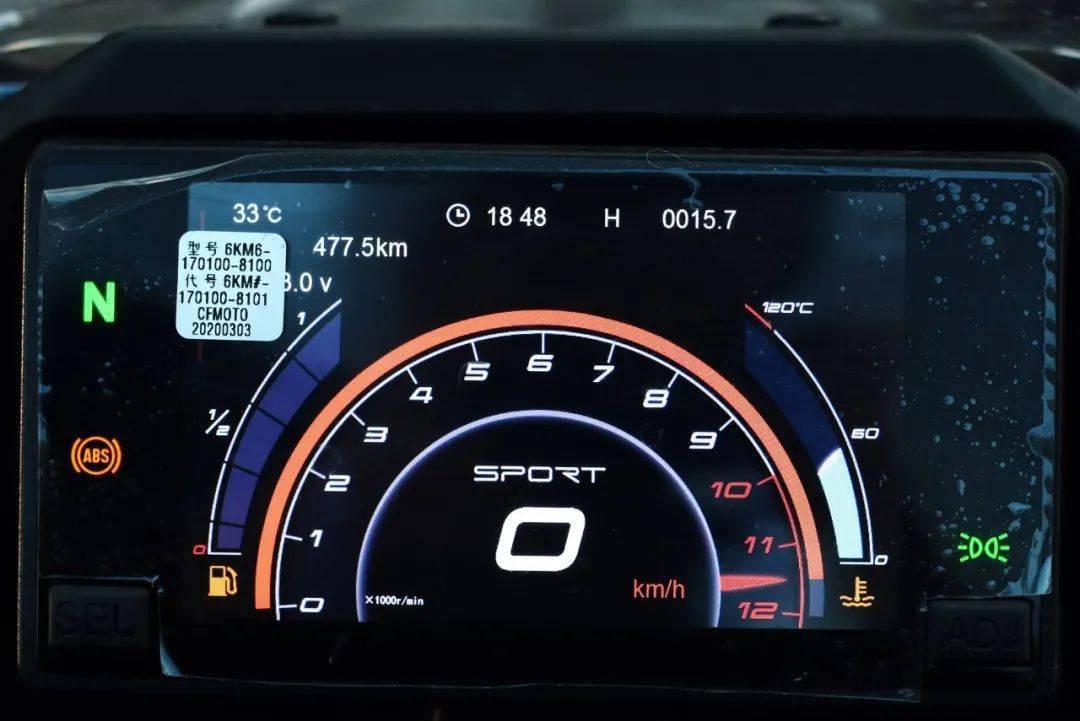 33°C
18 48
H
0015.7
477.5km
3.0 v
型号 6KM6-
170100-8100
代号 6KM#-
170100-8101
CFMOTO
20200303
N
1
1/2
0
120°C
60
0
0
1
2
3
4
5
6
7
8
9
10
11
12
SPORT
0
km/h
×1000r/min
ABS
SEL
ADJ